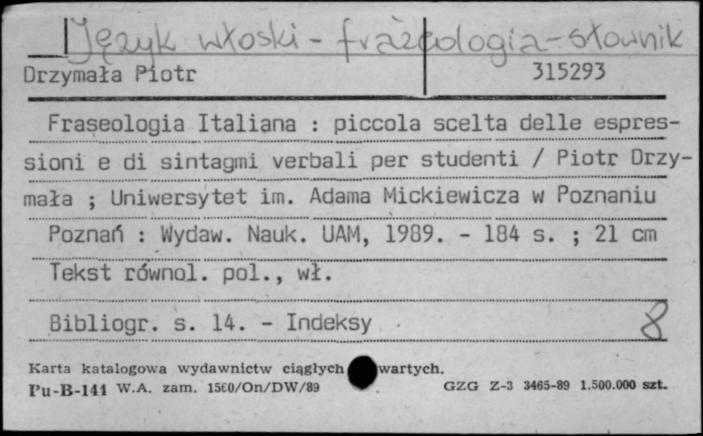 Język włoski - frazeologia - słownik
Drzymała Piotr 315293
Fraseologia Italiana : piccola scelta delle espres-
sioni e di sintagmi verbali per studenti / Piotr Drzy-
mała ; Uniwersytet im. Adama Mickiewicza w Poznaniu
Poznań : Wydaw. Nauk. UAM, 1989. - 184 s. ; 21 cm
Tekst równol. pol., wł.
Bibliogr. s. 14. - Indeksy 8
Karta katalogowa wydawnictw ciągłych wartych.
Pu-B-141 W.A. zam. 1560/On/DW/89 GZG Z-3 3465-89 1.500.000 szt.